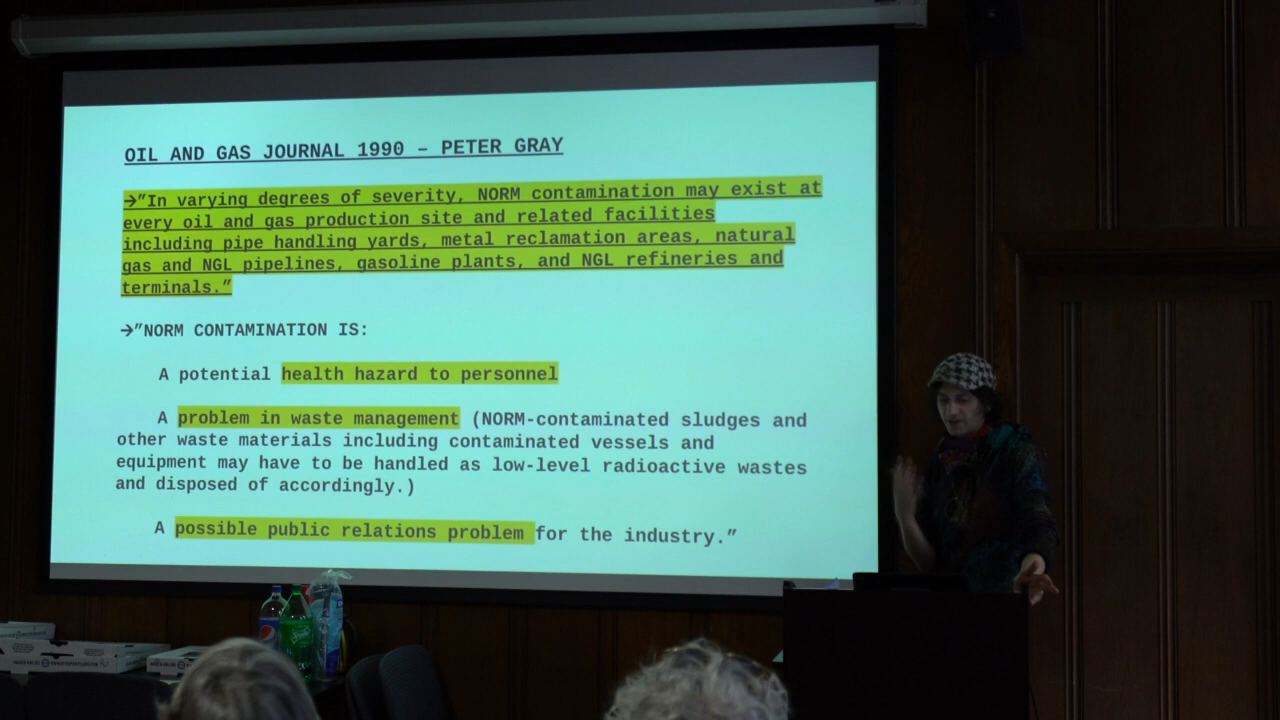 OIL AND GAS JOURNAL 1990 – PETER GRAY
→"In varying degrees of severity, NORM contamination may exist at
every oil and gas production site and related facilities
including pipe handling yards, metal reclamation areas, natural
gas and NGL pipelines, gasoline plants, and NGL refineries and
terminals."
→"NORM CONTAMINATION IS:
A potential health hazard to personnel
A problem in waste management (NORM-contaminated sludges and
other waste materials including contaminated vessels and
equipment may have to be handled as low-level radioactive wastes
and disposed of accordingly.)
A possible public relations problem for the industry."